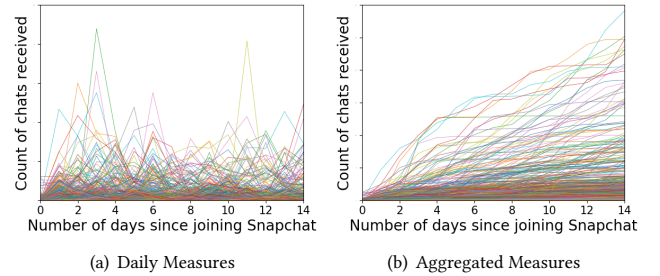 Count of chats received
0 2 4 6 8 10 12 14
Number of days since joining Snapchat
(a) Daily Measures
Count of chats received
0 2 4 6 8 10 12 14
Number of days since joining Snapchat
(b) Aggregated Measures